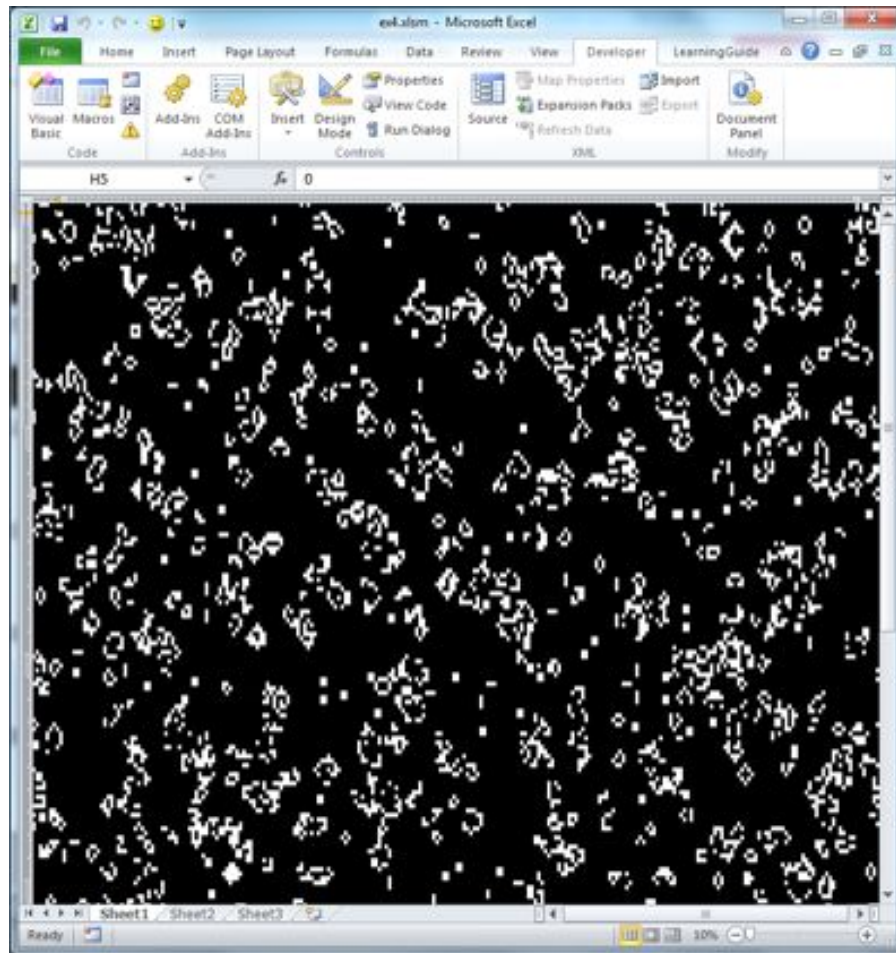 ex4.xlsm - Microsoft Excel
File Home Insert Page Layout Formulas Data Review View Developer LearningGuide
Visual Basic Macros Add-Ins COM Add-Ins Insert Design Mode Properties View Code Run Dialog Source Map Properties Expansion Packs Refresh Data Import Export Document Panel
Code Add-Ins Controls XML Modify
H5 fx 0
Sheet1 Sheet2 Sheet3
Ready 10%